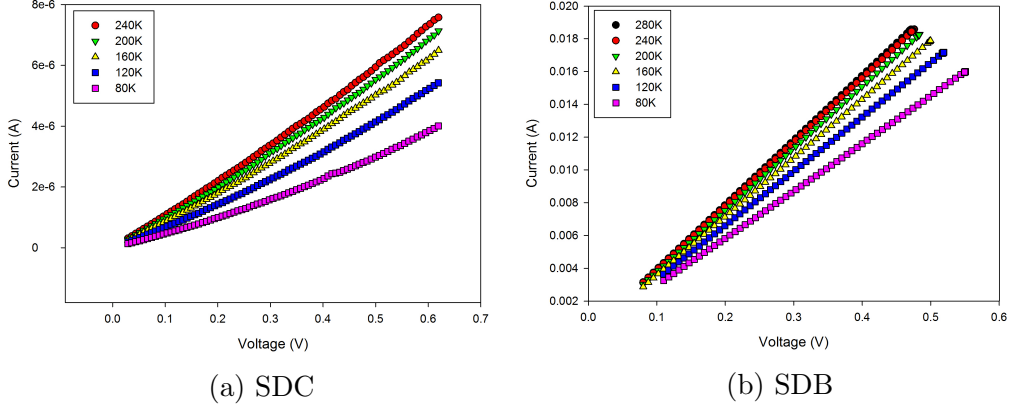 8e-6
6e-6
4e-6
2e-6
0
Current (A)
240K
200K
160K
120K
80K
0.0 0.1 0.2 0.3 0.4 0.5 0.6 0.7
Voltage (V)
(a) SDC
0.020
0.018
0.016
0.014
0.012
0.010
0.008
0.006
0.004
0.002
Current (A)
280K
240K
200K
160K
120K
80K
0.0 0.1 0.2 0.3 0.4 0.5 0.6
Voltage (V)
(b) SDB